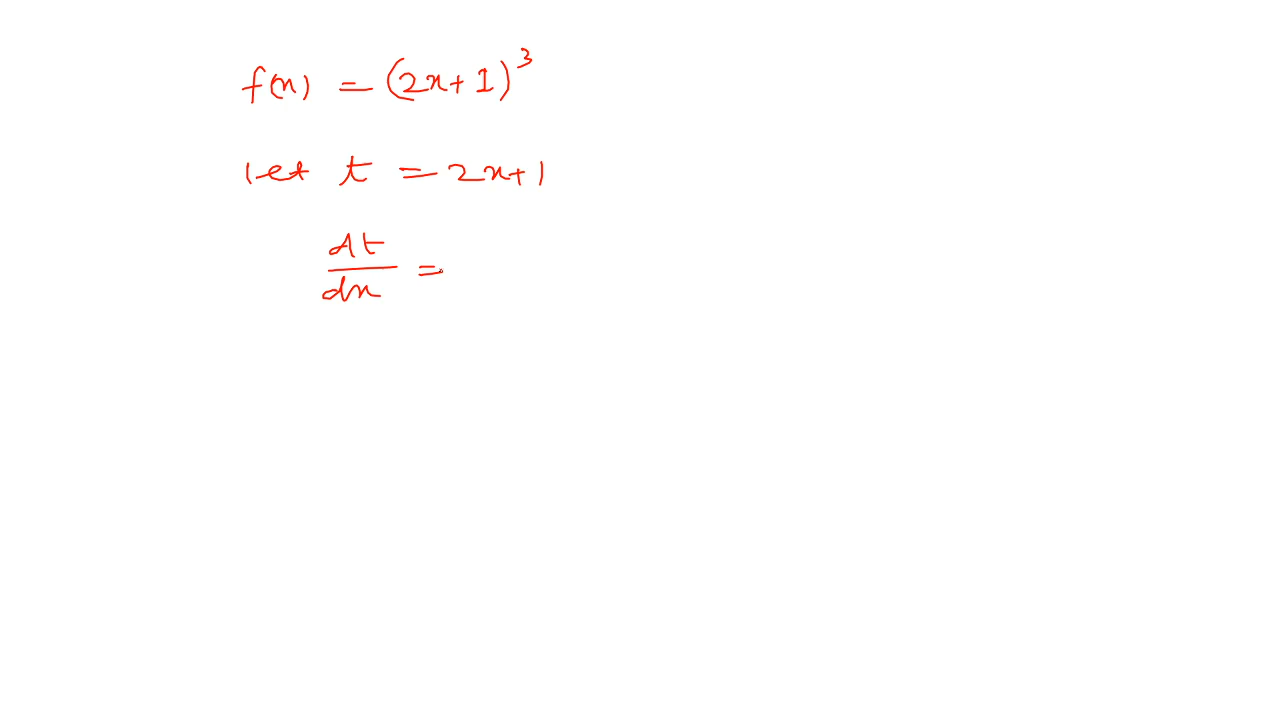 f(x) = (2x+1)^3
let t = 2x+1
dt/dx =